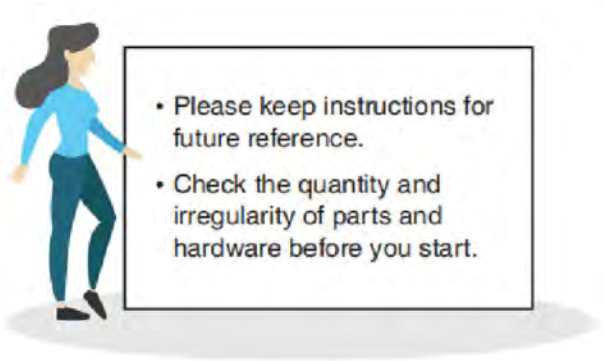 • Please keep instructions for
future reference.
• Check the quantity and
irregularity of parts and
hardware before you start.